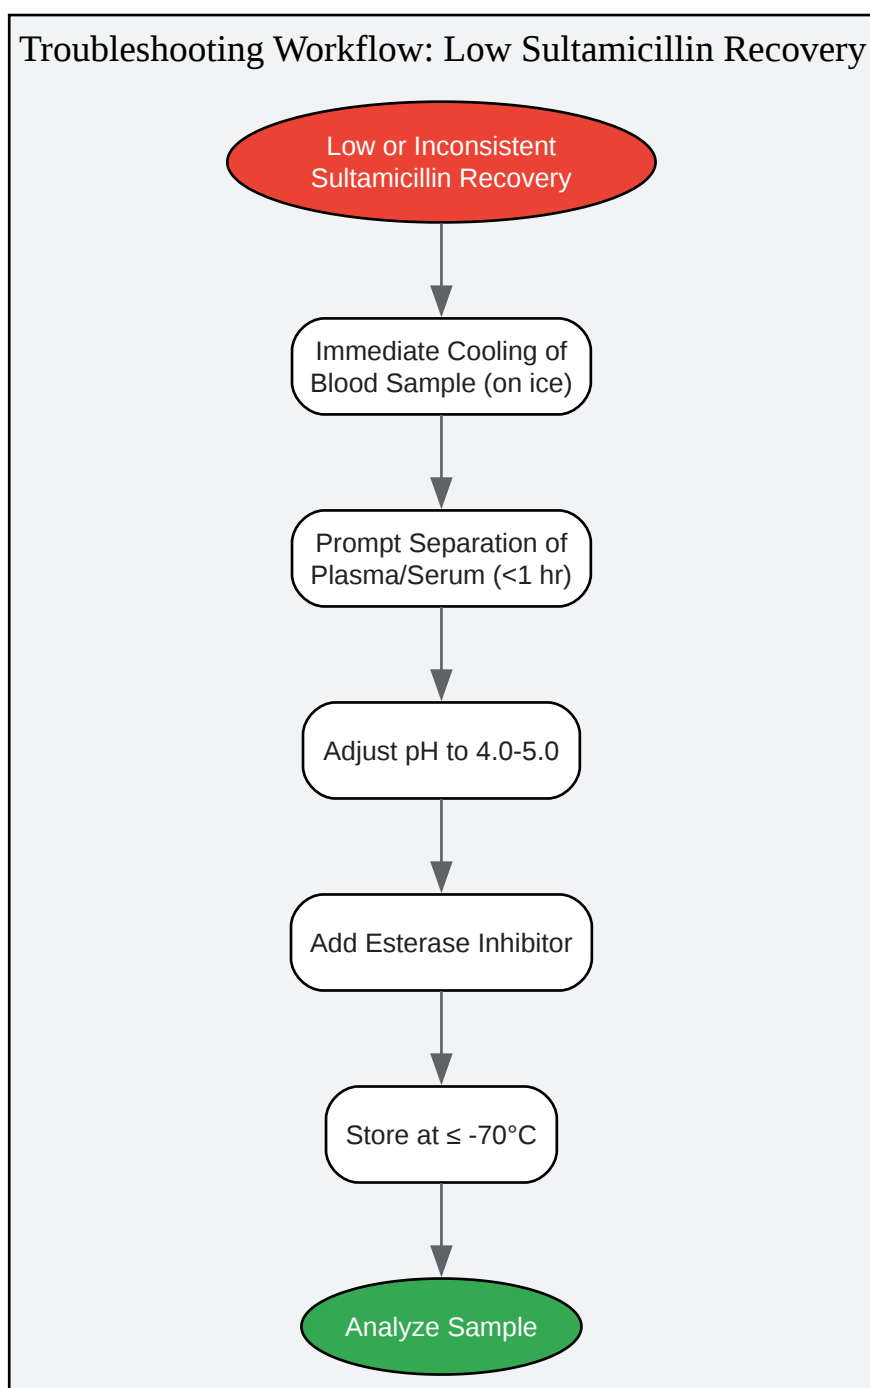 Troubleshooting Workflow: Low Sultamicillin Recovery
Low or Inconsistent
Sultamicillin Recovery
Immediate Cooling of
Blood Sample (on ice)
Prompt Separation of
Plasma/Serum (<1 hr)
Adjust pH to 4.0-5.0
Add Esterase Inhibitor
Store at ≤ -70°C
Analyze Sample